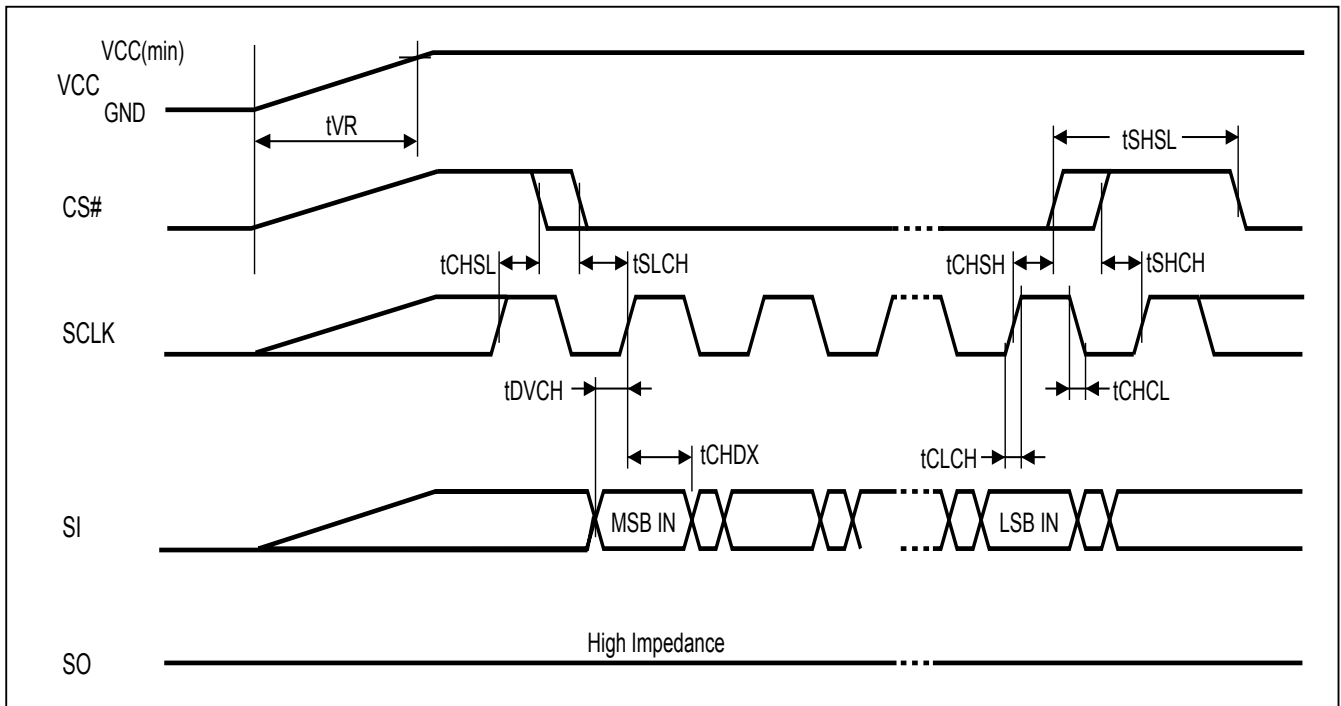 VCC(min)
VCC
GND
tVR
tSHSL
CS#
tCHSL
tSLCH
tCHSH
tSHCH
SCLK
tDVCH
tCHCL
tCHDX
tCLCH
SI
MSB IN
LSB IN
High Impedance
SO